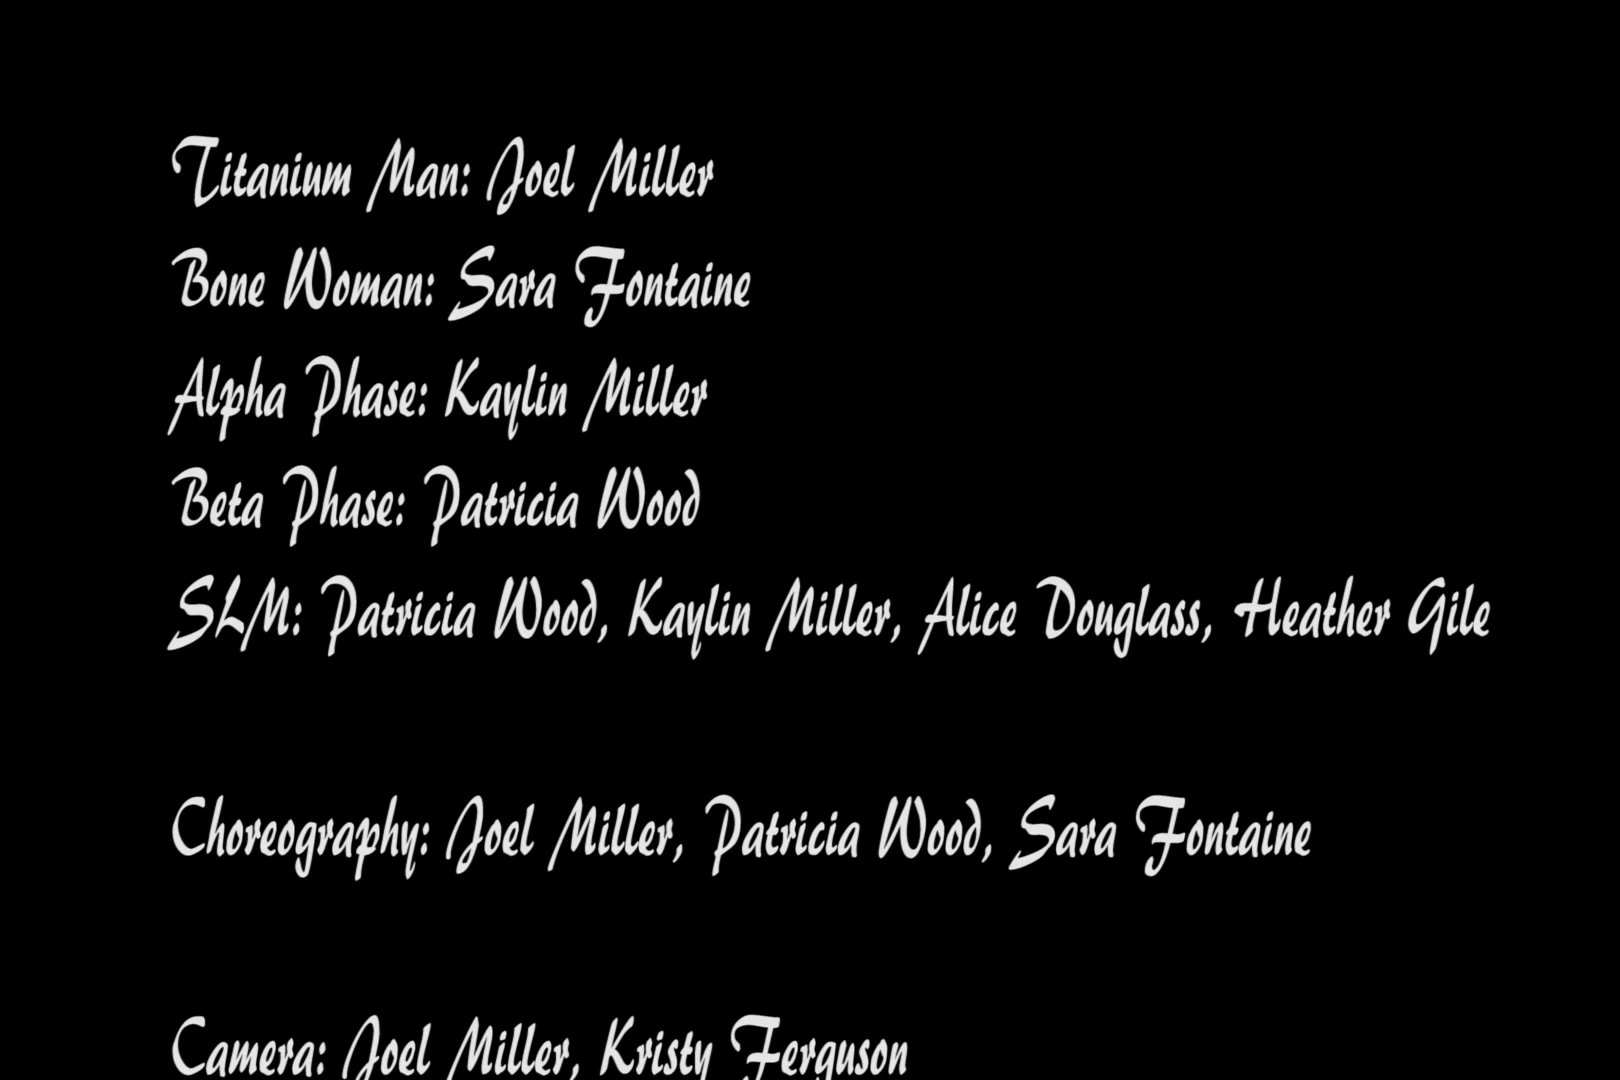 Titanium Man: Joel Miller
Bone Woman: Sara Fontaine
Alpha Phase: Kaylin Miller
Beta Phase: Patricia Wood
SLM: Patricia Wood, Kaylin Miller, Alice Douglass, Heather Gile
Choreography: Joel Miller, Patricia Wood, Sara Fontaine
Camera: Joel Miller, Kristy Ferguson